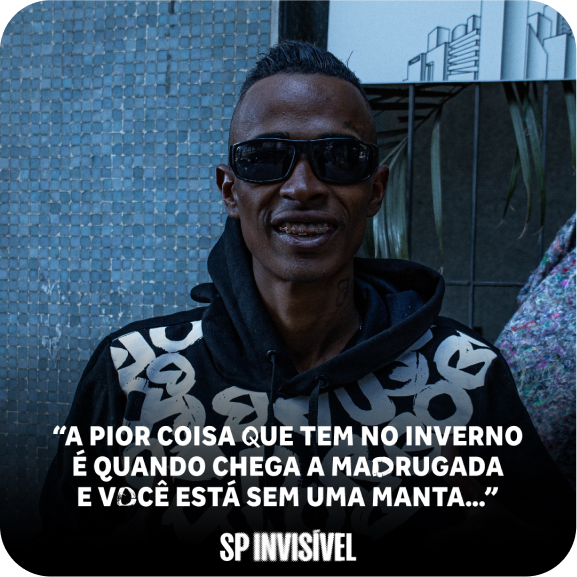 “A PIOR COISA QUE TEM NO INVERNO
É QUANDO CHEGA A MADRUGADA
E VOCÊ ESTÁ SEM UMA MANTA...”
SP INVISÍVEL